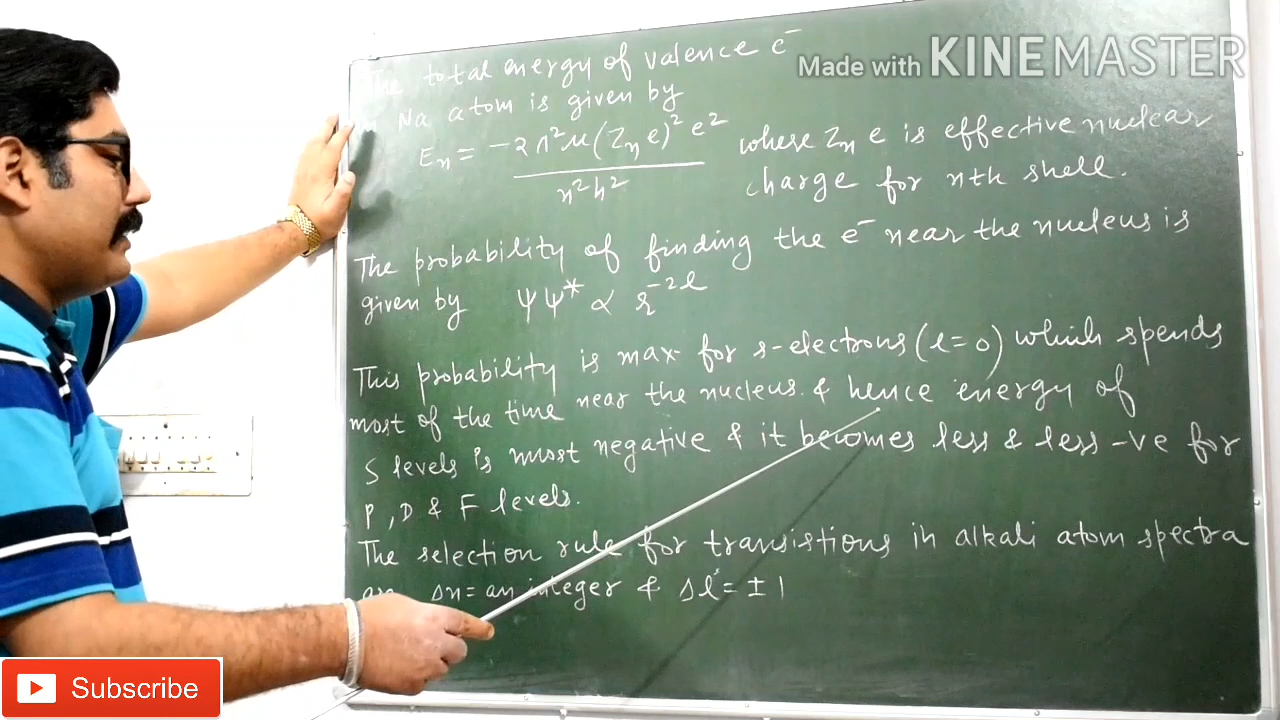 Made with KINEMASTER
The total energy of valence e⁻
Na atom is given by
Eₙ = -2π²μ(Zₙe)²e² / n²h² where Zₙe is effective nuclear
charge for nth shell.
The probability of finding the e⁻ near the nucleus is
given by ψψ* ∝ r⁻²ˡ
This probability is max for s-electrons (l=0) which spends
most of the time near the nucleus. & hence energy of
S levels is most negative & it becomes less & less -ve for
P, D & F levels.
The selection rule for transistions in alkali atom spectra
are Δn = an integer & Δl = ±1
Subscribe